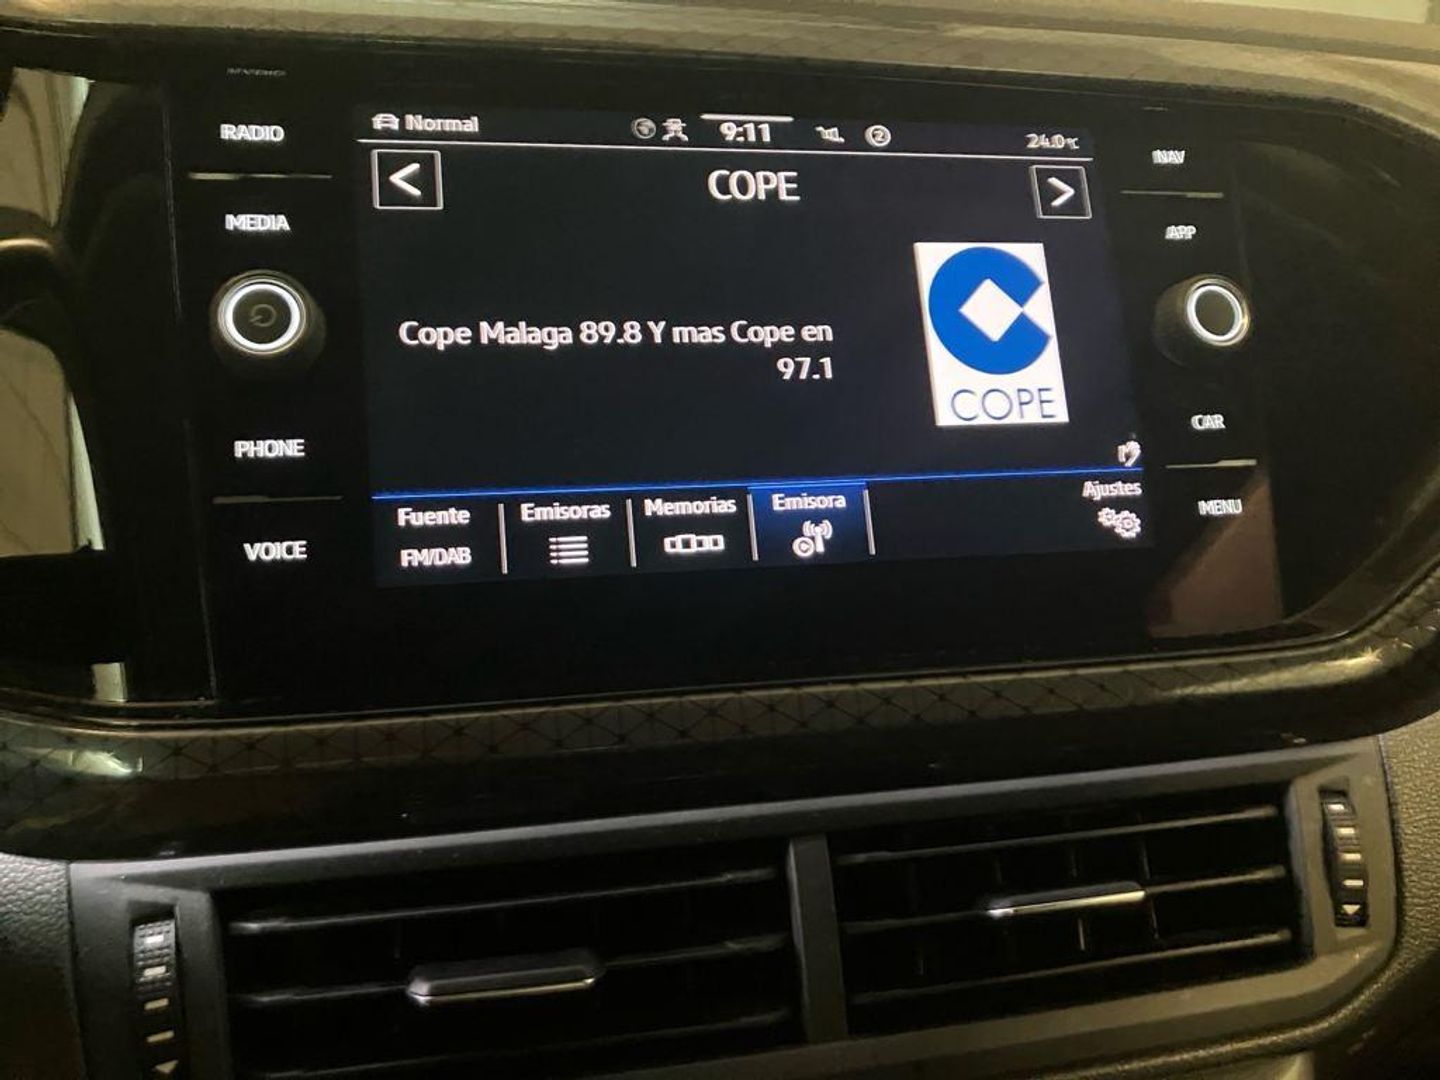 RADIO
MEDIA
PHONE
VOICE
Normal
9:11
2
24.0°C
COPE
Cope Malaga 89.8 Y mas Cope en
97.1
COPE
Fuente
FM/DAB
Emisoras
Memorias
Emisora
Ajustes
NAV
APP
CAR
MENU